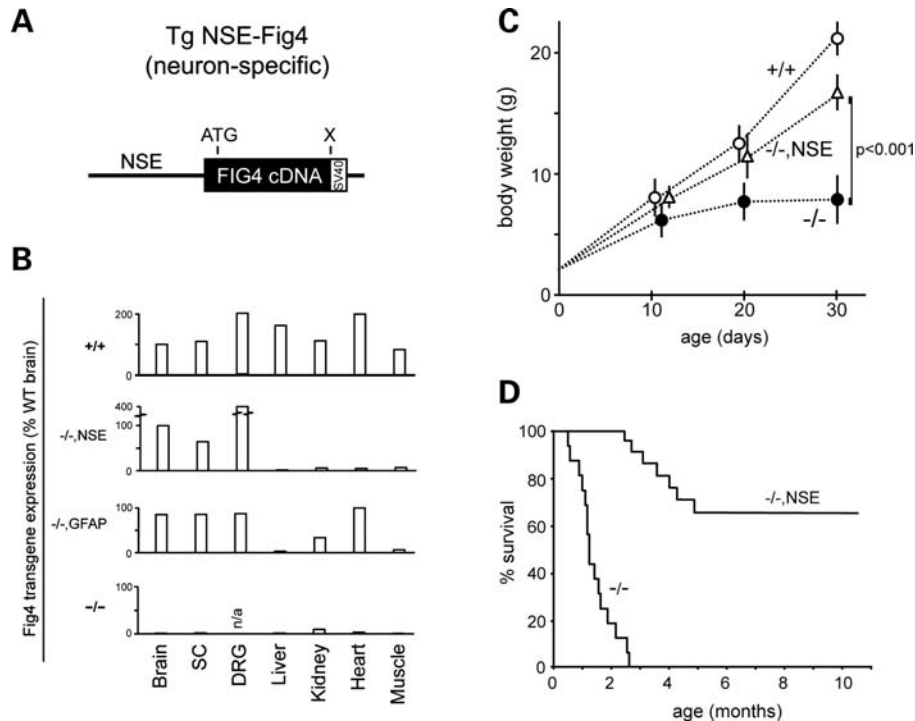 A
Tg NSE-Fig4
(neuron-specific)
ATG
X
NSE
FIG4 cDNA
SV40
B
Fig4 transgene expression (% WT brain)
+/+
200
0
-/-,NSE
400
100
0
-/-,GFAP
100
0
-/-
100
0
n/a
Brain
SC
DRG
Liver
Kidney
Heart
Muscle
C
body weight (g)
20
10
0
+/+
-/-,NSE
-/-
p<0.001
0
10
20
30
age (days)
D
% survival
100
80
60
40
20
0
-/-,NSE
-/-
0
2
4
6
8
10
age (months)